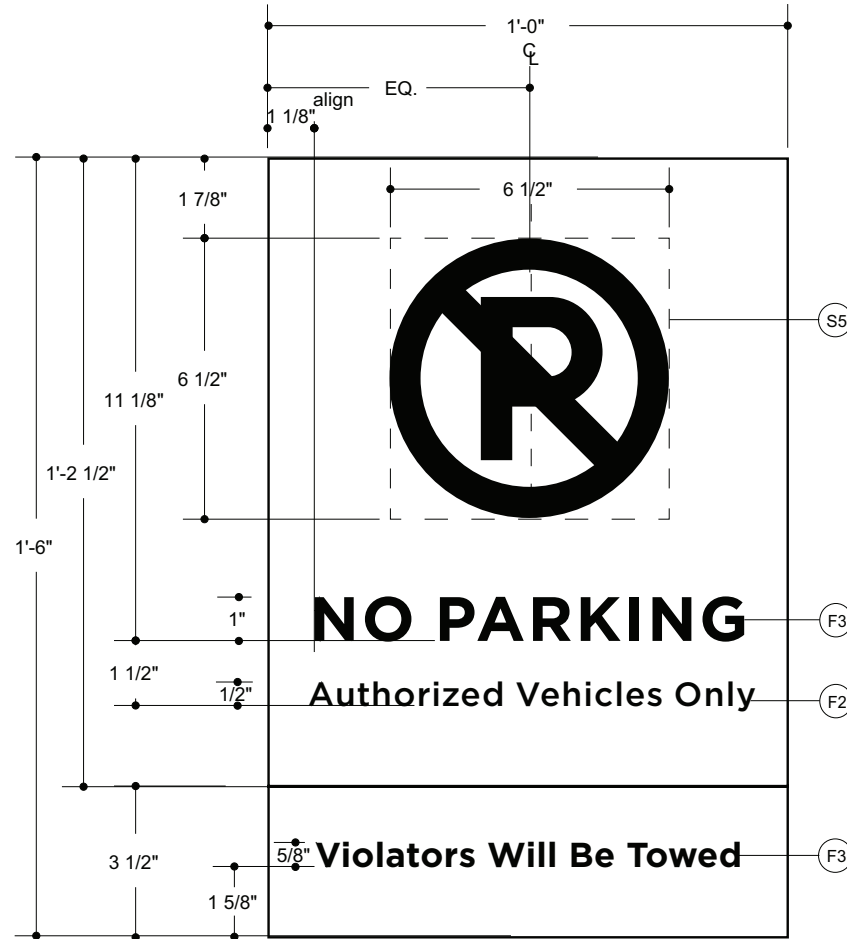 1'-0"
CL
EQ.
align
1 1/8"
1 7/8"
6 1/2"
P
S5
6 1/2"
11 1/8"
1'-2 1/2"
1'-6"
1"
NO PARKING
F3
1 1/2"
1/2"
Authorized Vehicles Only
F2
5/8"
Violators Will Be Towed
F3
3 1/2"
1 5/8"